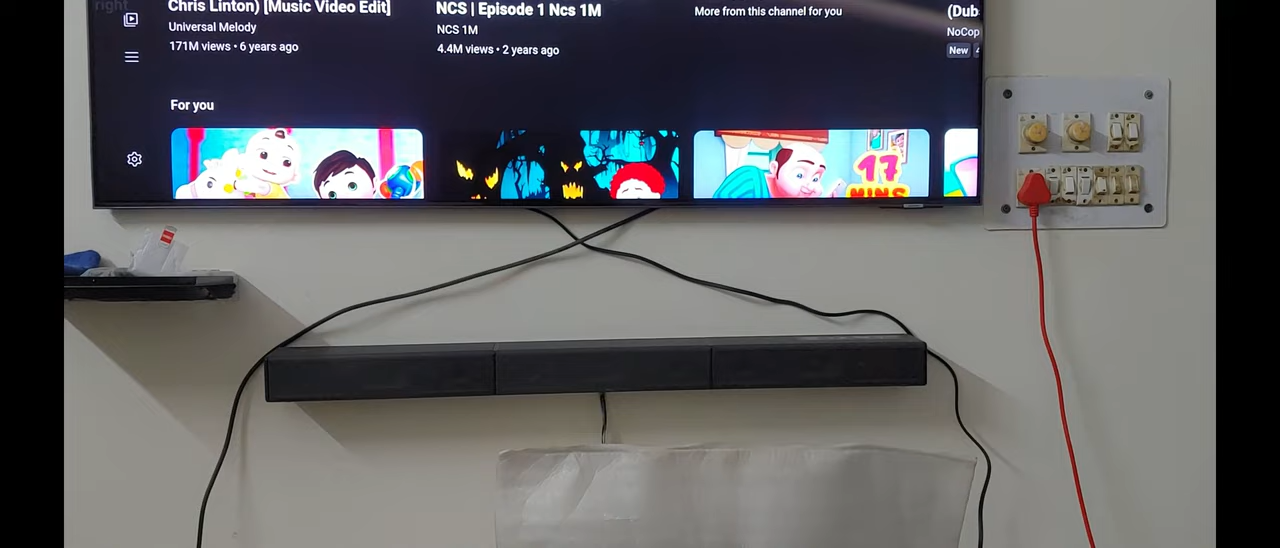 right
Chris Linton) [Music Video Edit]
Universal Melody
171M views • 6 years ago
NCS | Episode 1 Ncs 1M
NCS 1M
4.4M views • 2 years ago
More from this channel for you
(Dub
NoCop
New
For you
17
MINS